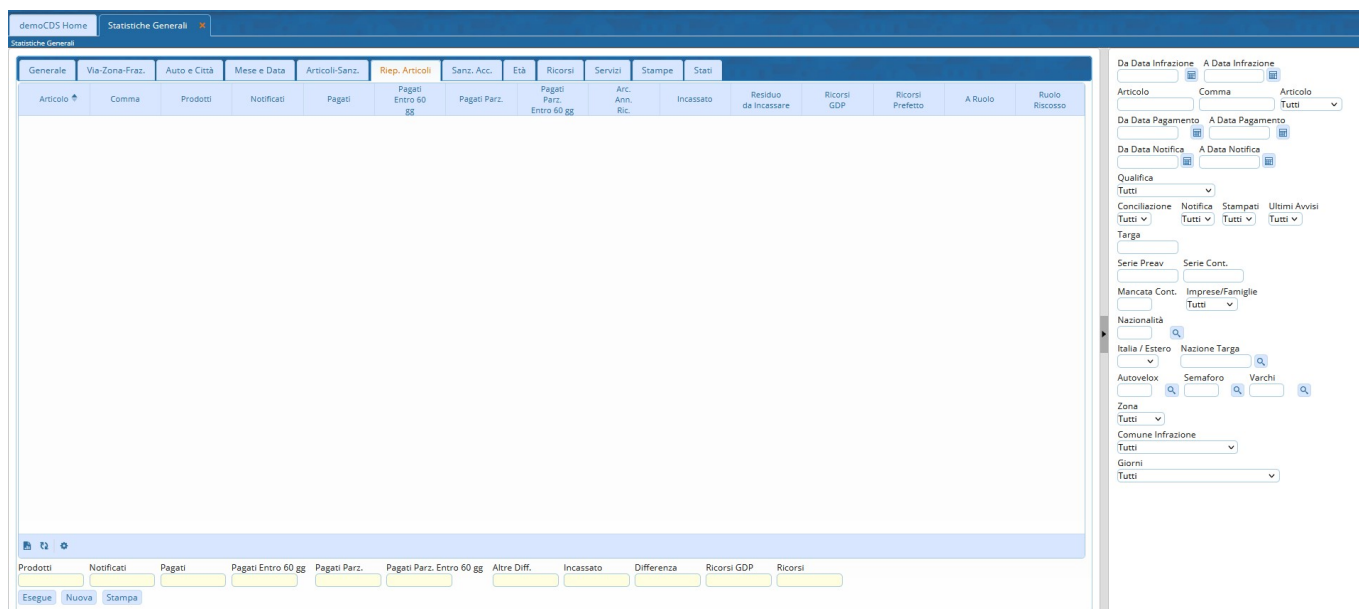 demoCDS Home Statistiche Generali
Statistiche Generali
Generale Via-Zona-Fraz. Auto e Città Mese e Data Articoli-Sanz. Riep. Articoli Sanz. Acc. Età Ricorsi Servizi Stampe Stati
Articolo Comma Prodotti Notificati Pagati Pagati Entro 60 gg Pagati Parz. Pagati Parz. Entro 60 gg Arc. Ann. Ric. Incassato Residuo da Incassare Ricorsi GDP Ricorsi Prefetto A Ruolo Ruolo Riscosso
Prodotti Notificati Pagati Pagati Entro 60 gg Pagati Parz. Pagati Parz. Entro 60 gg Altre Diff. Incassato Differenza Ricorsi GDP Ricorsi
Esegue Nuova Stampa
Da Data Infrazione A Data Infrazione
Articolo Comma Articolo
Tutti
Da Data Pagamento A Data Pagamento
Da Data Notifica A Data Notifica
Qualifica
Tutti
Conciliazione Notifica Stampati Ultimi Avvisi
Tutti Tutti Tutti Tutti
Targa
Serie Preav Serie Cont.
Mancata Cont. Imprese/Famiglie
Tutti
Nazionalità
Italia / Estero Nazione Targa
Autovelox Semaforo Varchi
Zona
Tutti
Comune Infrazione
Tutti
Giorni
Tutti